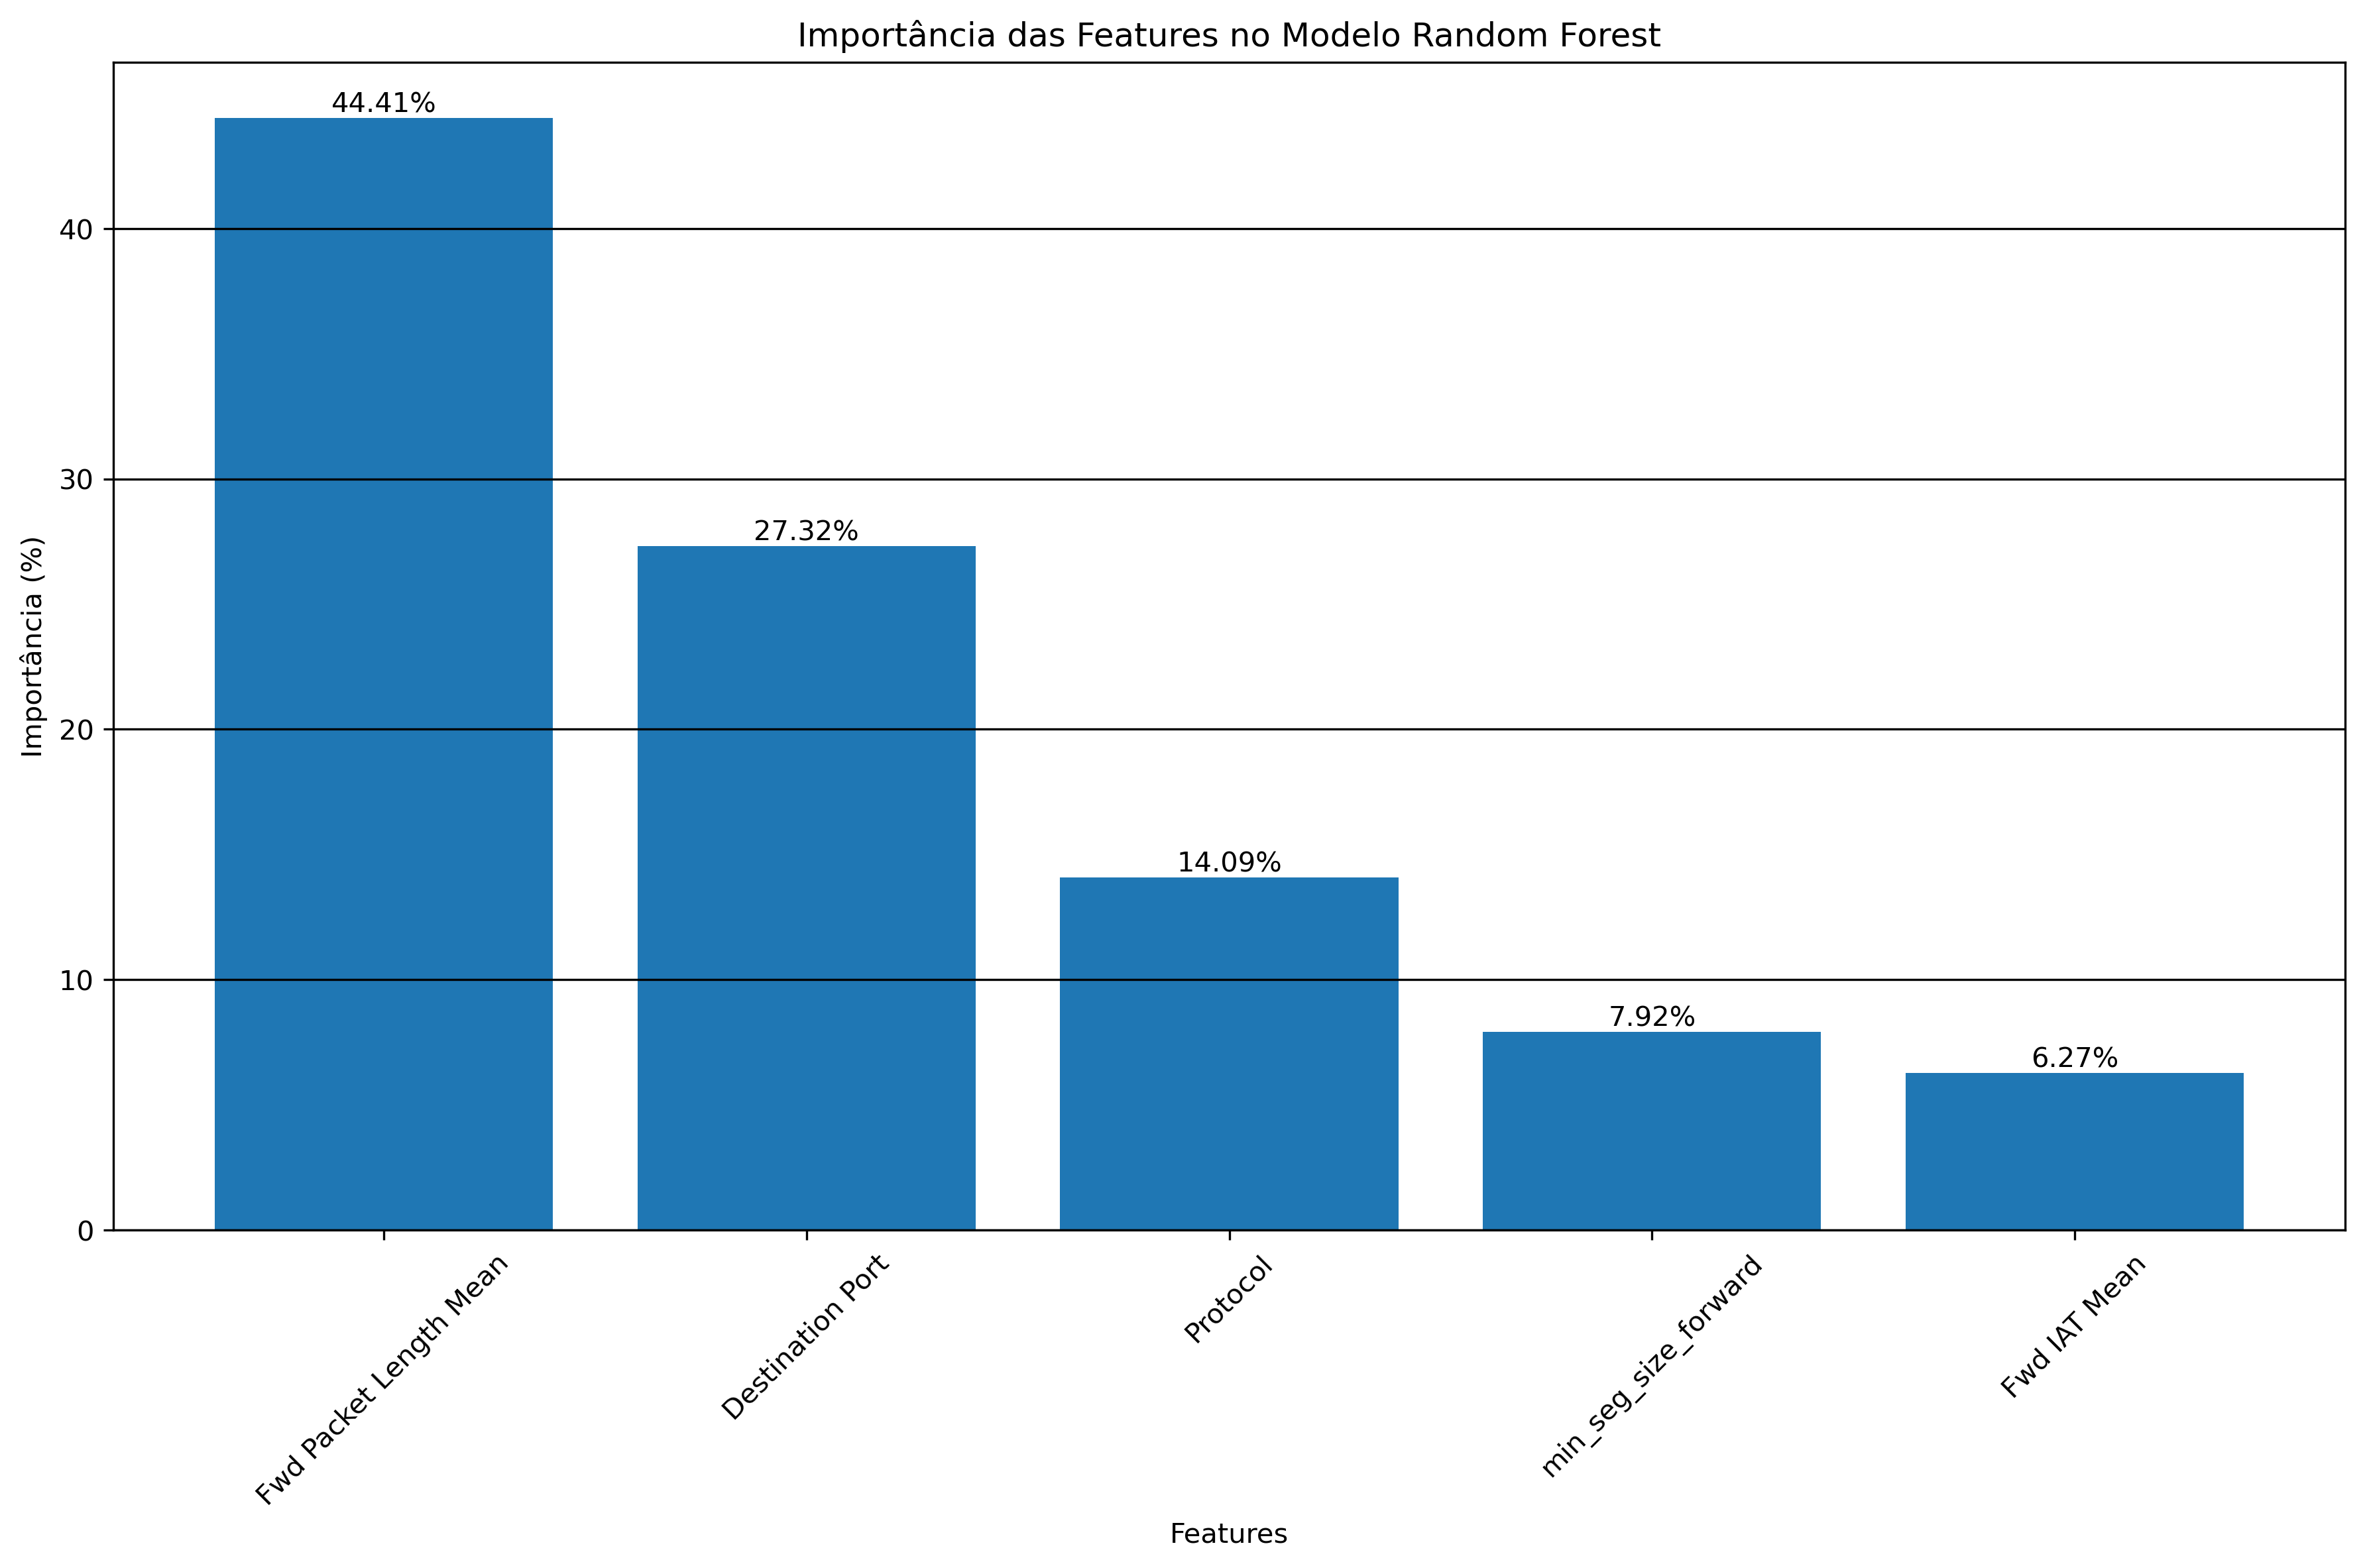 Importância das Features no Modelo Random Forest
44.41%
40
30
27.32%
Importância (%)
20
14.09%
10
7.92%
6.27%
0
Fwd Packet Length Mean
Destination Port
Protocol
min_seg_size_forward
Fwd IAT Mean
Features